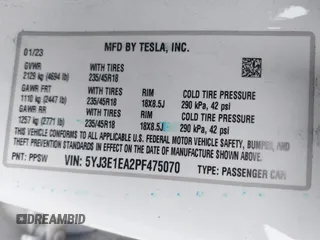 MFD BY TESLA, INC.
01/23
GVWR WITH TIRES
2129 kg (4694 lb) 235/45R18
GAWR FRT WITH TIRES RIM COLD TIRE PRESSURE
1110 kg (2447 lb) 235/45R18 18X8.5J 290 kPa, 42 psi
GAWR RR WITH TIRES RIM COLD TIRE PRESSURE
1257 kg (2771 lb) 235/45R18 18X8.5J 290 kPa, 42 psi
THIS VEHICLE CONFORMS TO ALL APPLICABLE U.S. FEDERAL MOTOR VEHICLE SAFETY, BUMPER, AND
THEFT PREVENTION STANDARDS IN EFFECT ON THE DATE OF MANUFACTURE SHOWN ABOVE.
PNT: PPSW VIN: 5YJ3E1EA2PF475070 TYPE: PASSENGER CAR
DREAMBID